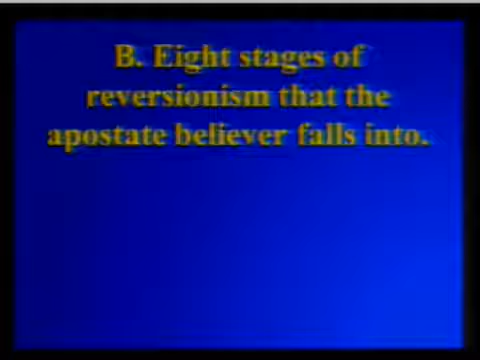 B. Eight stages of
reversionism that the
apostate believer falls into.